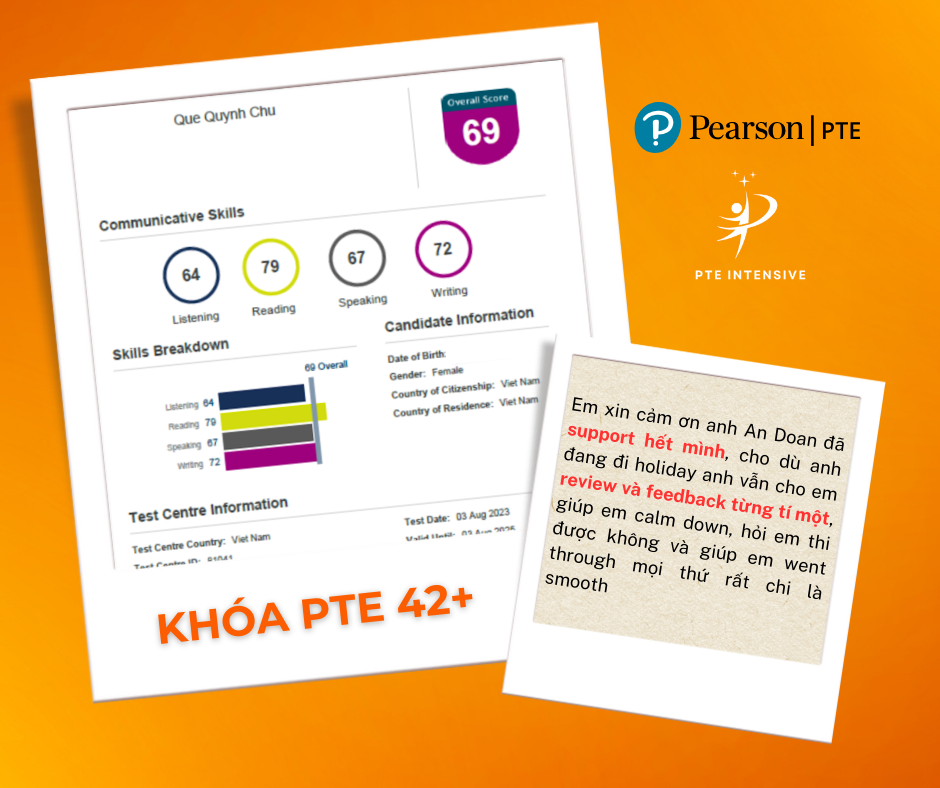 Que Quynh Chu
Overall Score
69
Pearson | PTE
PTE INTENSIVE
Communicative Skills
64
79
67
72
Listening
Reading
Speaking
Writing
Skills Breakdown
69 Overall
Listening 64
Reading 79
Speaking 67
Writing 72
Candidate Information
Date of Birth:
Gender: Female
Country of Citizenship: Viet Nam
Country of Residence: Viet Nam
Test Centre Information
Test Centre Country: Viet Nam
Test Centre ID: 81041
Test Date: 03 Aug 2023
Valid Until: 03 Aug 2025
KHÓA PTE 42+
Em xin cảm ơn anh An Doan đã
support hết mình, cho dù anh
đang đi holiday anh vẫn cho em
review và feedback từng tí một,
giúp em calm down, hỏi em thi
được không và giúp em went
through mọi thứ rất chi là
smooth